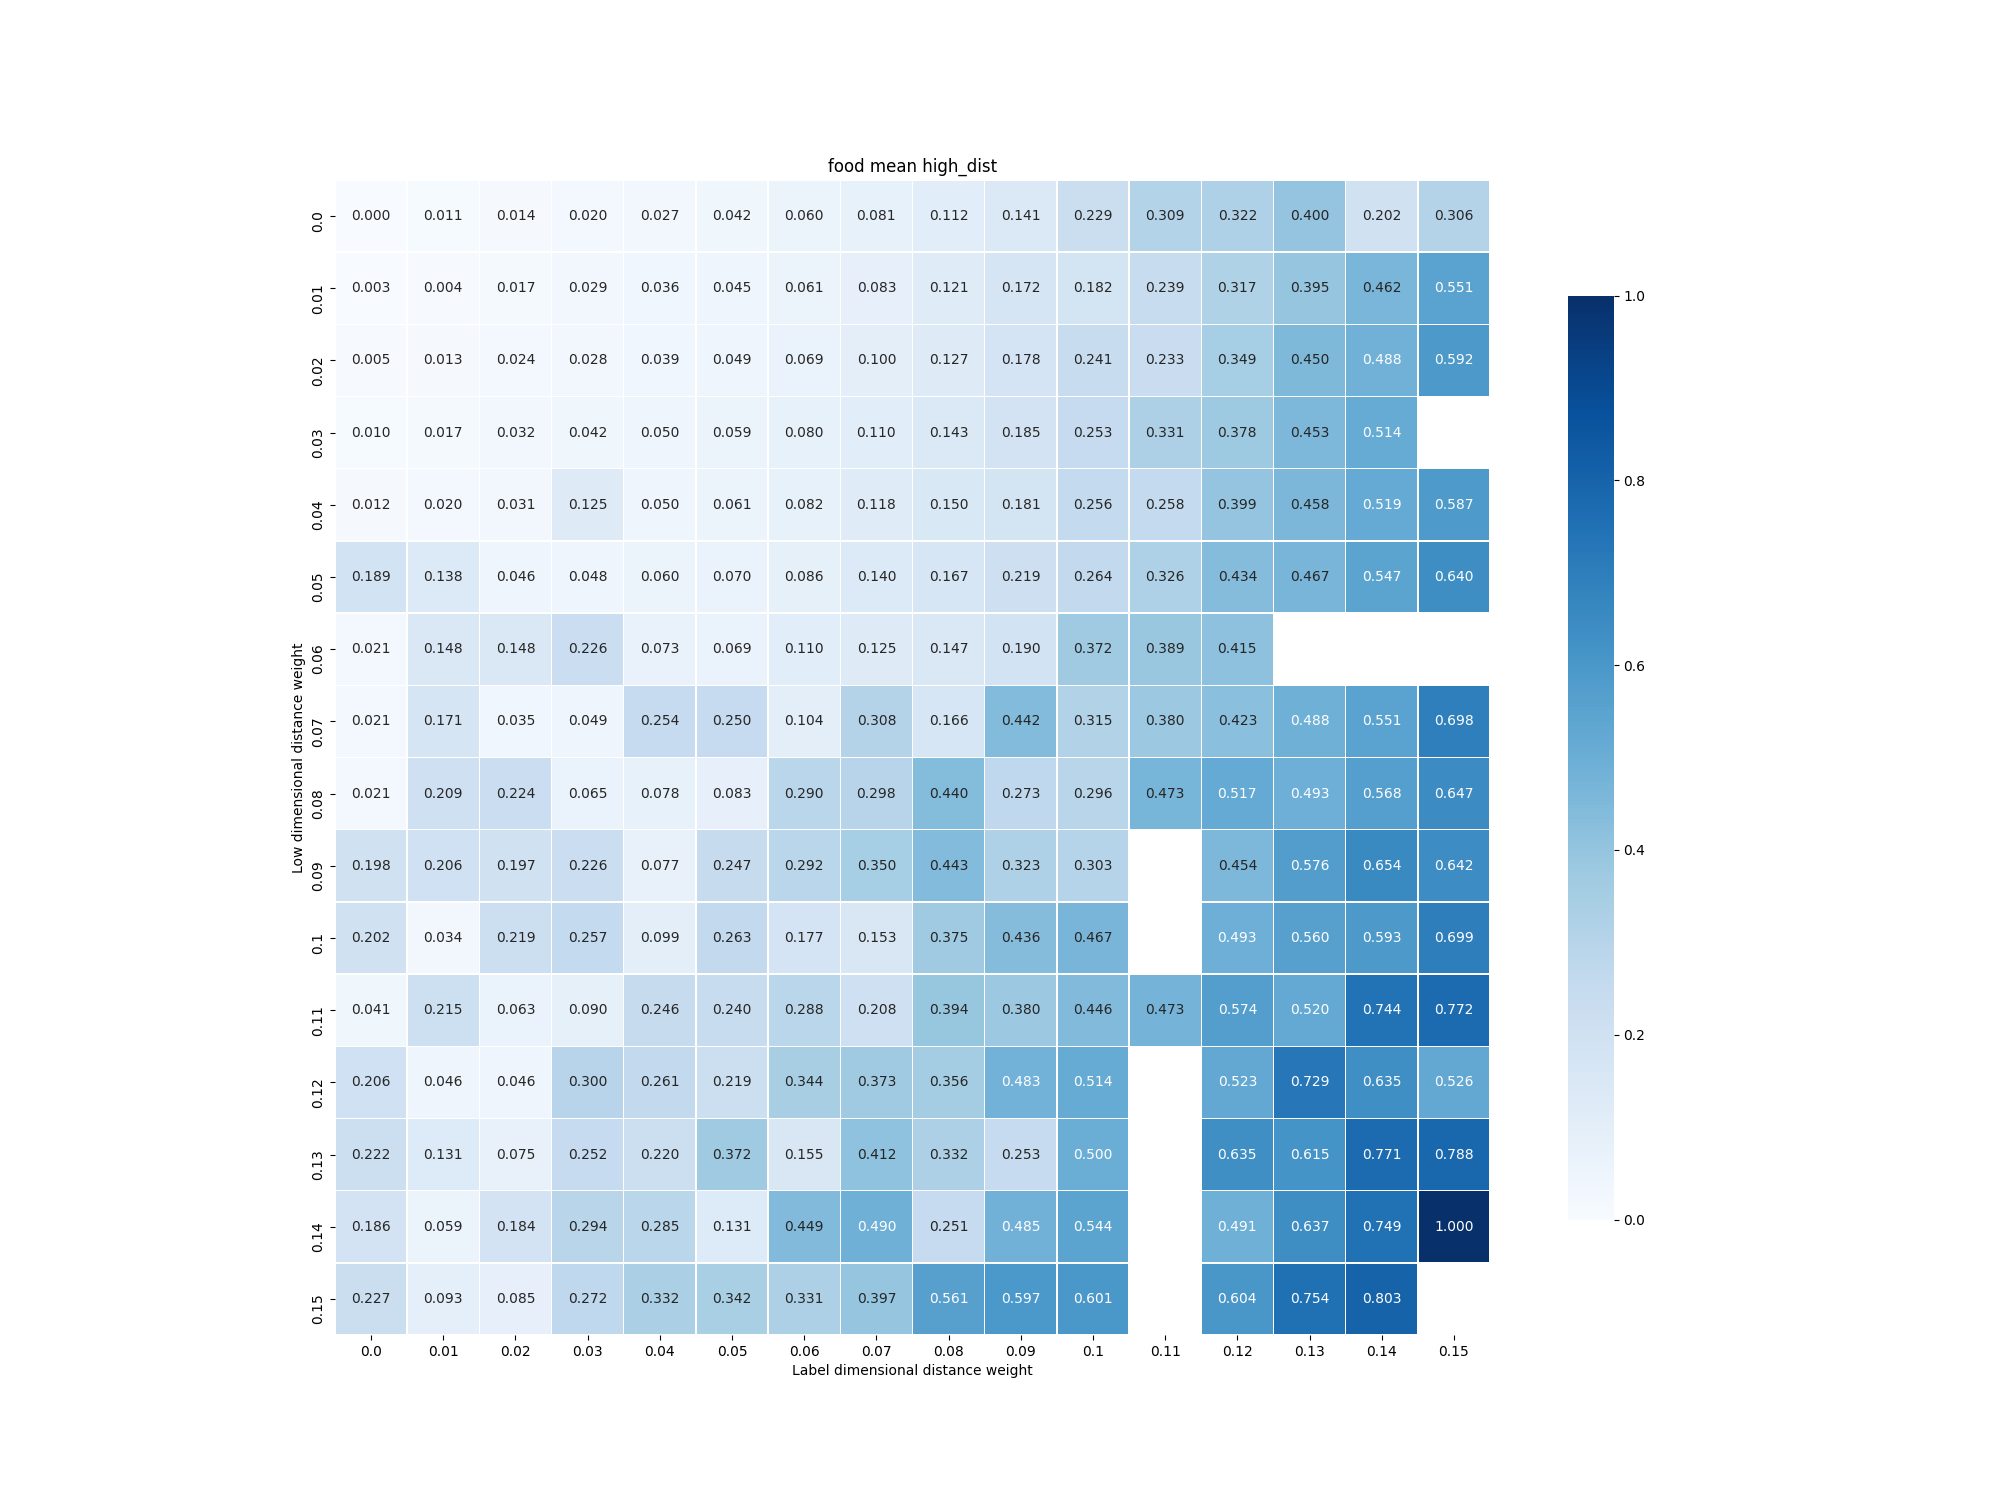 food mean high_dist
0.0 0.000 0.011 0.014 0.020 0.027 0.042 0.060 0.081 0.112 0.141 0.229 0.309 0.322 0.400 0.202 0.306
0.01 0.003 0.004 0.017 0.029 0.036 0.045 0.061 0.083 0.121 0.172 0.182 0.239 0.317 0.395 0.462 0.551
0.02 0.005 0.013 0.024 0.028 0.039 0.049 0.069 0.100 0.127 0.178 0.241 0.233 0.349 0.450 0.488 0.592
0.03 0.010 0.017 0.032 0.042 0.050 0.059 0.080 0.110 0.143 0.185 0.253 0.331 0.378 0.453 0.514
0.04 0.012 0.020 0.031 0.125 0.050 0.061 0.082 0.118 0.150 0.181 0.256 0.258 0.399 0.458 0.519 0.587
0.05 0.189 0.138 0.046 0.048 0.060 0.070 0.086 0.140 0.167 0.219 0.264 0.326 0.434 0.467 0.547 0.640
0.06 0.021 0.148 0.148 0.226 0.073 0.069 0.110 0.125 0.147 0.190 0.372 0.389 0.415
0.07 0.021 0.171 0.035 0.049 0.254 0.250 0.104 0.308 0.166 0.442 0.315 0.380 0.423 0.488 0.551 0.698
0.08 0.021 0.209 0.224 0.065 0.078 0.083 0.290 0.298 0.440 0.273 0.296 0.473 0.517 0.493 0.568 0.647
0.09 0.198 0.206 0.197 0.226 0.077 0.247 0.292 0.350 0.443 0.323 0.303 0.454 0.576 0.654 0.642
0.1 0.202 0.034 0.219 0.257 0.099 0.263 0.177 0.153 0.375 0.436 0.467 0.493 0.560 0.593 0.699
0.11 0.041 0.215 0.063 0.090 0.246 0.240 0.288 0.208 0.394 0.380 0.446 0.473 0.574 0.520 0.744 0.772
0.12 0.206 0.046 0.046 0.300 0.261 0.219 0.344 0.373 0.356 0.483 0.514 0.523 0.729 0.635 0.526
0.13 0.222 0.131 0.075 0.252 0.220 0.372 0.155 0.412 0.332 0.253 0.500 0.635 0.615 0.771 0.788
0.14 0.186 0.059 0.184 0.294 0.285 0.131 0.449 0.490 0.251 0.485 0.544 0.491 0.637 0.749 1.000
0.15 0.227 0.093 0.085 0.272 0.332 0.342 0.331 0.397 0.561 0.597 0.601 0.604 0.754 0.803
0.0 0.01 0.02 0.03 0.04 0.05 0.06 0.07 0.08 0.09 0.1 0.11 0.12 0.13 0.14 0.15
Label dimensional distance weight
Low dimensional distance weight
1.0
0.8
0.6
0.4
0.2
0.0